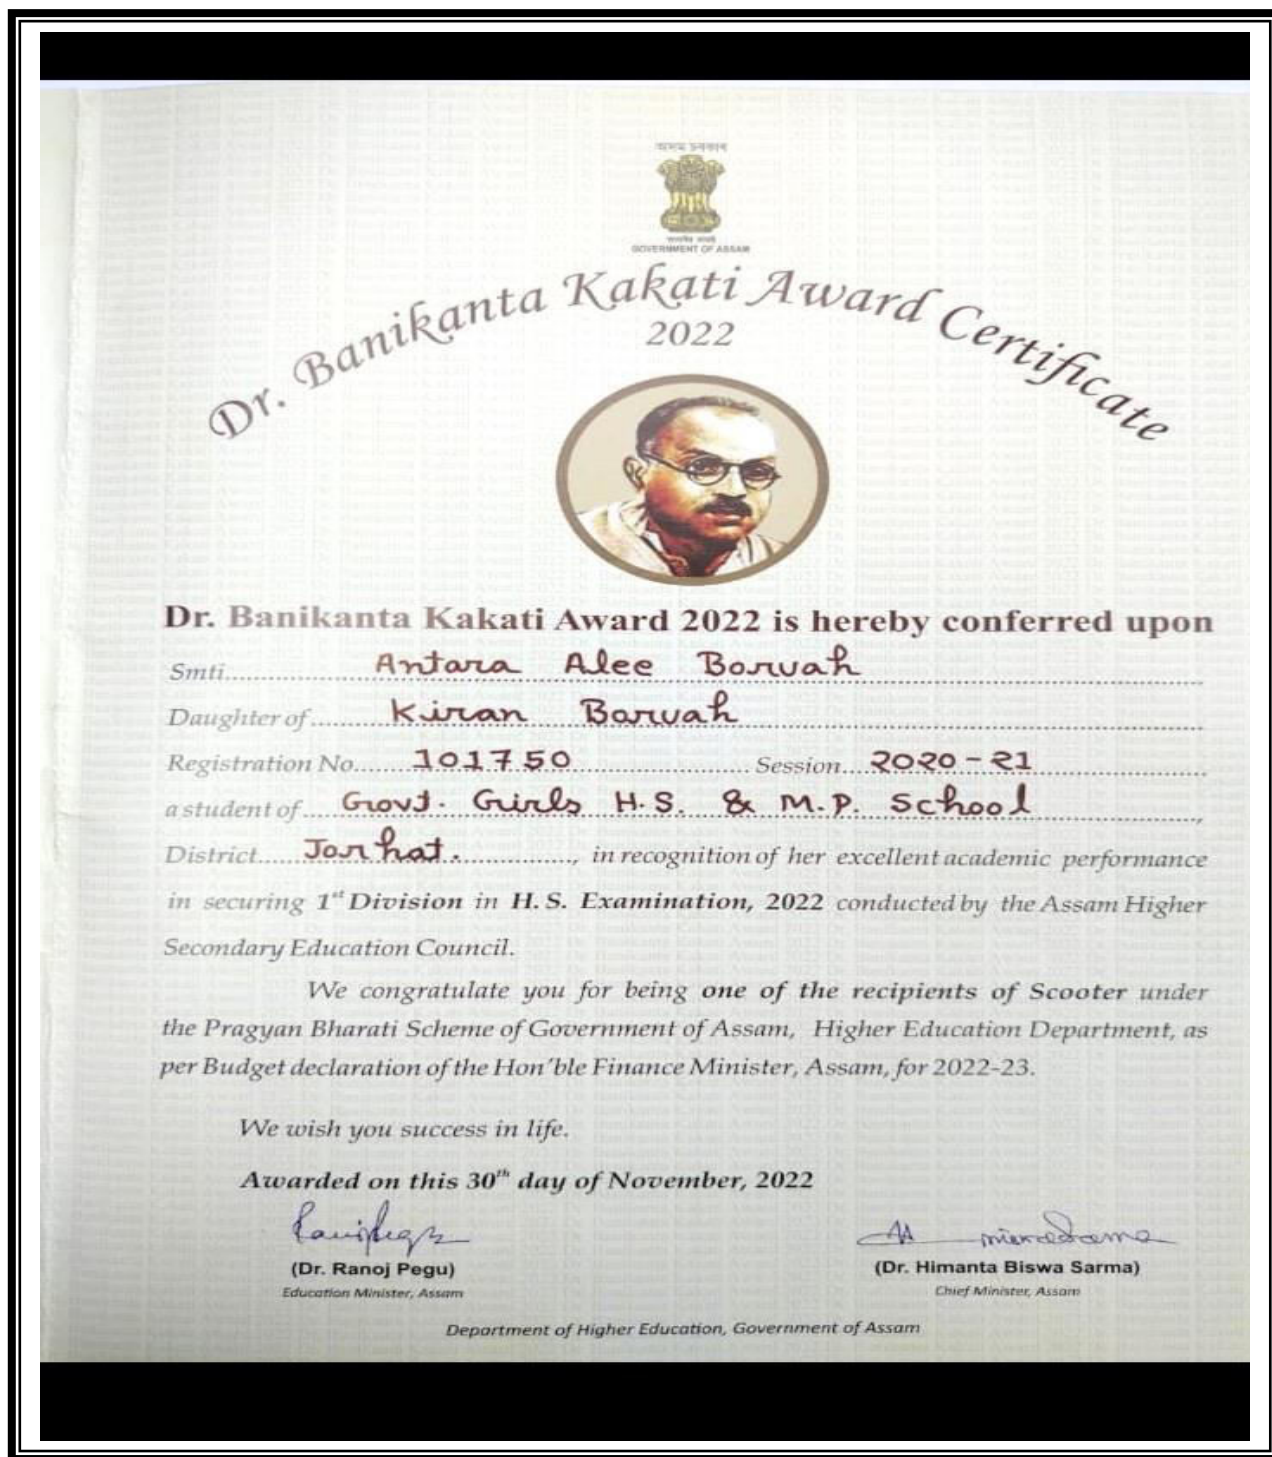 অসম চৰকাৰ
GOVERNMENT OF ASSAM
Dr. Banikanta Kakati Award Certificate
2022
Dr. Banikanta Kakati Award 2022 is hereby conferred upon
Smti Antara Alee Boruah
Daughter of Kiran Boruah
Registration No. 101750 Session 2020-21
a student of Govt. Girls H.S. & M.P. School,
District Jorhat., in recognition of her excellent academic performance
in securing 1st Division in H. S. Examination, 2022 conducted by the Assam Higher
Secondary Education Council.
We congratulate you for being one of the recipients of Scooter under
the Pragyan Bharati Scheme of Government of Assam, Higher Education Department, as
per Budget declaration of the Hon'ble Finance Minister, Assam, for 2022-23.
We wish you success in life.
Awarded on this 30th day of November, 2022
(Dr. Ranoj Pegu) (Dr. Himanta Biswa Sarma)
Education Minister, Assam Chief Minister, Assam
Department of Higher Education, Government of Assam